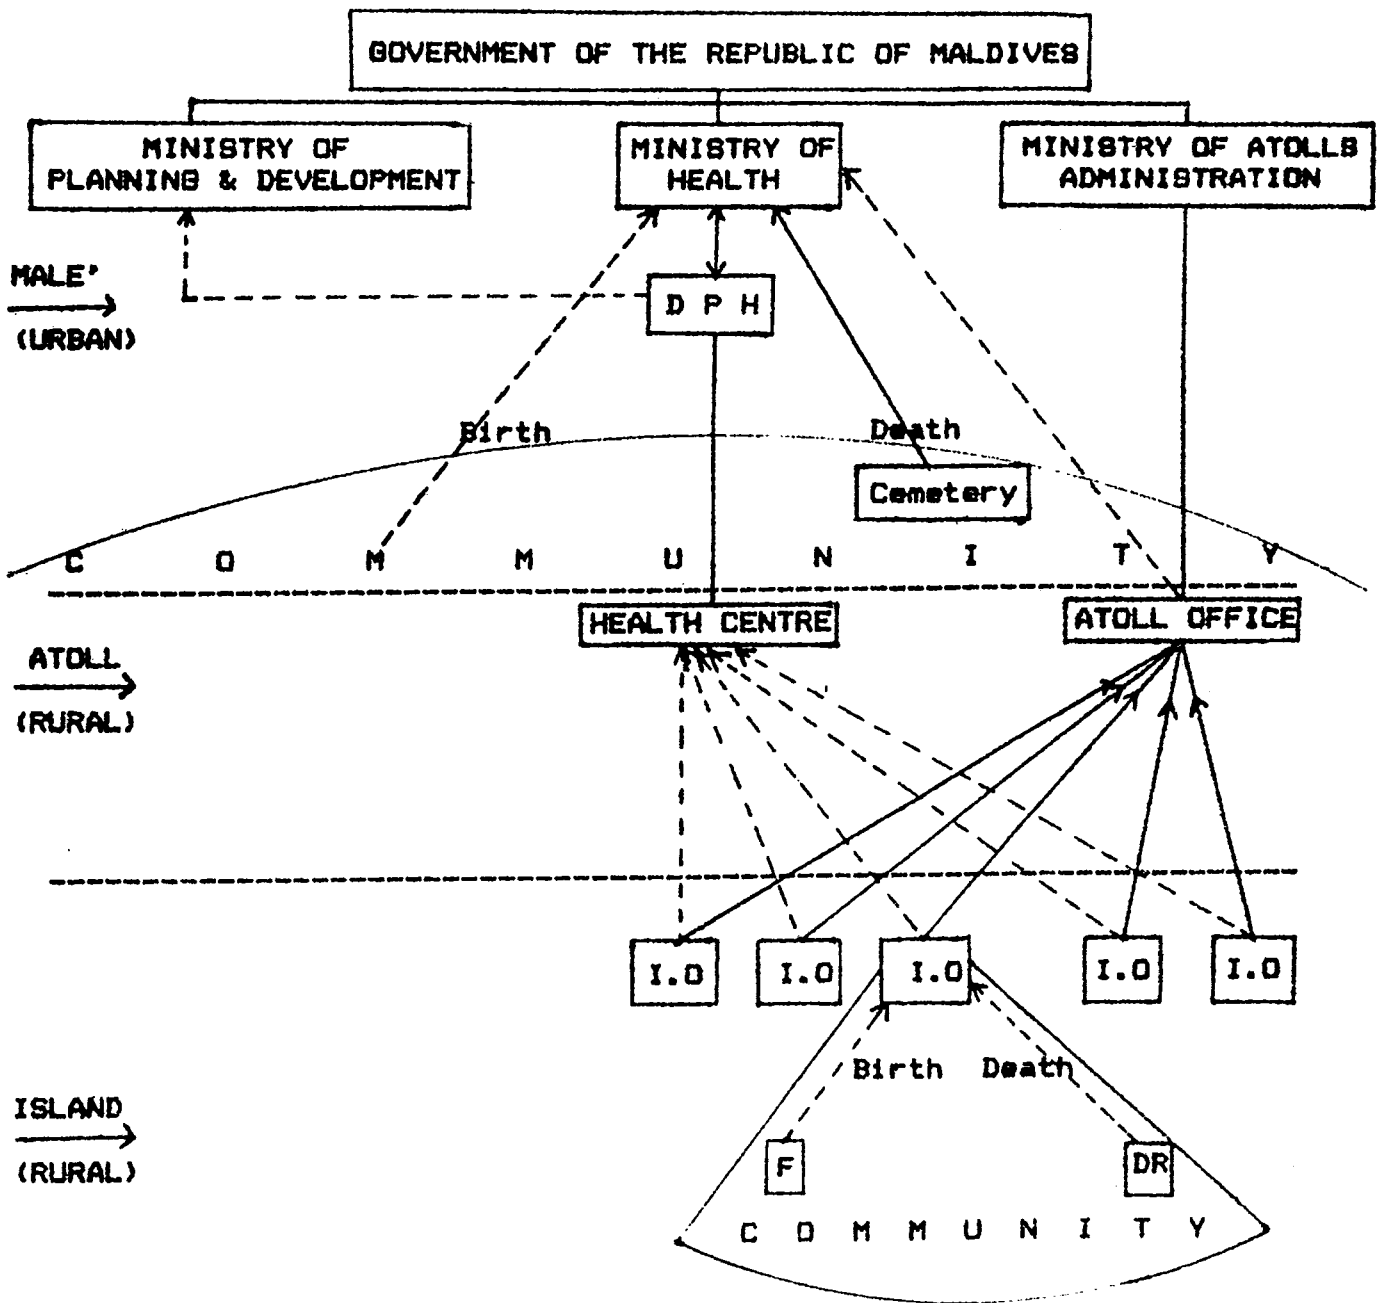 GOVERNMENT OF THE REPUBLIC OF MALDIVES
MINISTRY OF
PLANNING & DEVELOPMENT
MINISTRY OF
HEALTH
MINISTRY OF ATOLLS
ADMINISTRATION
MALE'
(URBAN)
D P H
Birth
Death
Cemetery
C O M M U N I T Y
HEALTH CENTRE
ATOLL OFFICE
ATOLL
(RURAL)
I.O
I.O
I.O
I.O
I.O
Birth
Death
ISLAND
(RURAL)
F
DR
C O M M U N I T Y